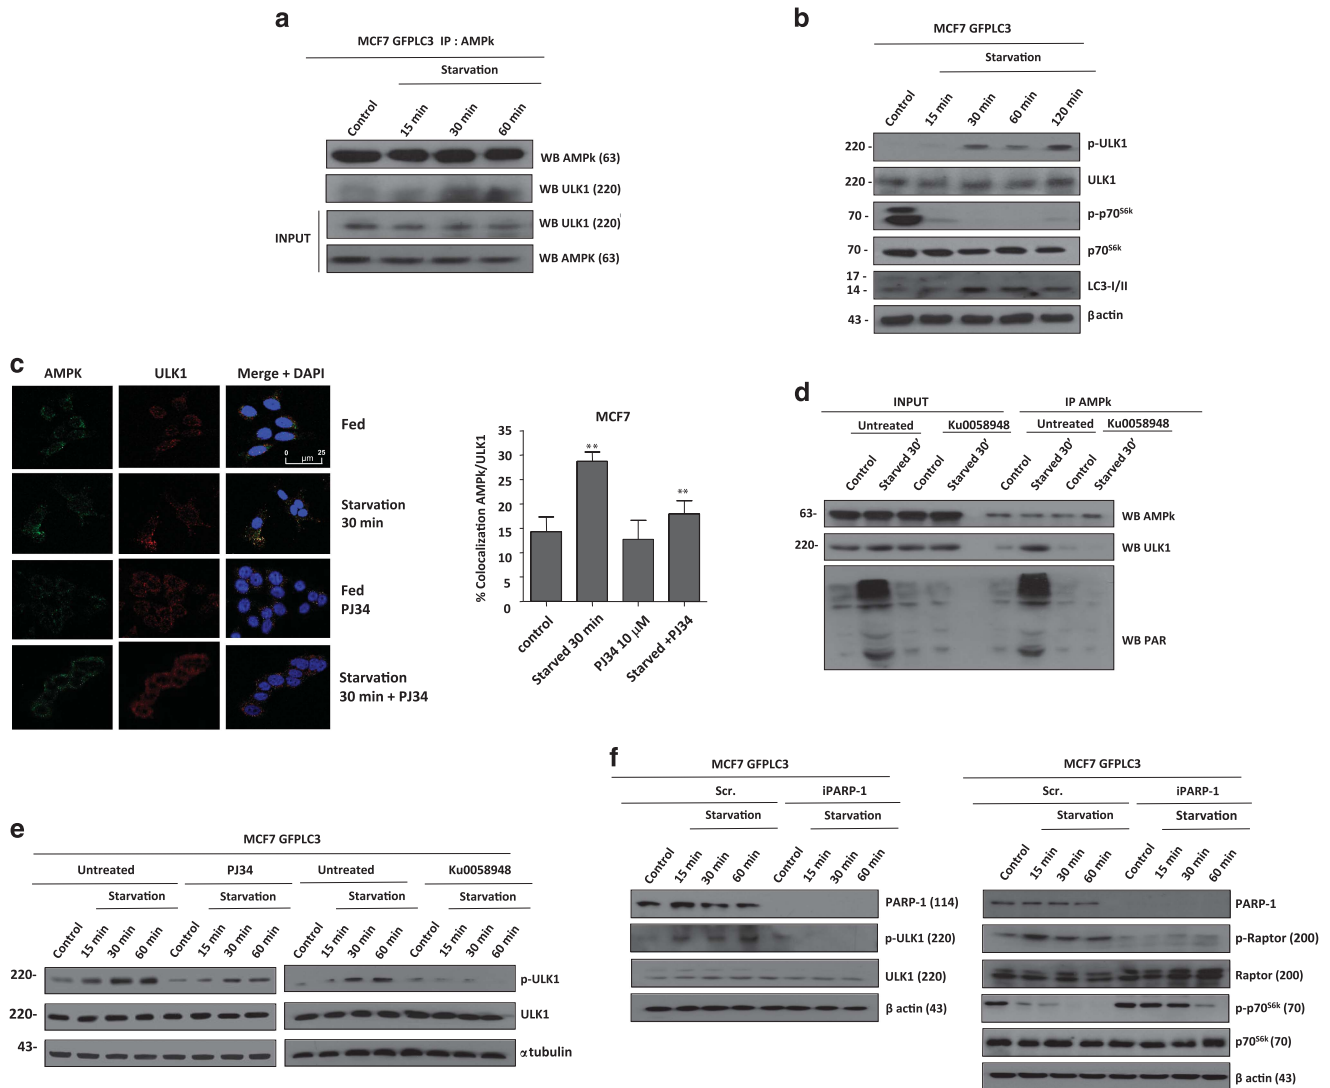 a
MCF7 GFPLC3 IP : AMPk
Starvation
Control
15 min
30 min
60 min
WB AMPk (63)
WB ULK1 (220)
INPUT
WB ULK1 (220)
WB AMPK (63)
b
MCF7 GFPLC3
Starvation
Control
15 min
30 min
60 min
120 min
220 -
p-ULK1
220 -
ULK1
70 -
p-p70S6k
70 -
p70S6k
17 -
14 -
LC3-I/II
43 -
β actin
c
AMPK
ULK1
Merge + DAPI
Fed
0
25
µm
Starvation
30 min
Fed
PJ34
Starvation
30 min + PJ34
MCF7
% Colocalization AMPk/ULK1
35
30
25
20
15
10
5
0
**
**
control
Starved 30 min
PJ34 10 µM
Starved +PJ34
d
INPUT
IP AMPk
Untreated
Ku0058948
Untreated
Ku0058948
Control
Starved 30'
Control
Starved 30'
Control
Starved 30'
Control
Starved 30'
63-
WB AMPk
220-
WB ULK1
WB PAR
e
MCF7 GFPLC3
Untreated
PJ34
Untreated
Ku0058948
Starvation
Starvation
Starvation
Starvation
Control
15 min
30 min
60 min
Control
15 min
30 min
60 min
Control
15 min
30 min
60 min
Control
15 min
30 min
60 min
220-
p-ULK1
220-
ULK1
43-
α tubulin
f
MCF7 GFPLC3
Scr.
iPARP-1
Starvation
Starvation
Control
15 min
30 min
60 min
Control
15 min
30 min
60 min
PARP-1 (114)
p-ULK1 (220)
ULK1 (220)
β actin (43)
MCF7 GFPLC3
Scr.
iPARP-1
Starvation
Starvation
Control
15 min
30 min
60 min
Control
15 min
30 min
60 min
PARP-1
p-Raptor (200)
Raptor (200)
p-p70S6k (70)
p70S6k (70)
β actin (43)